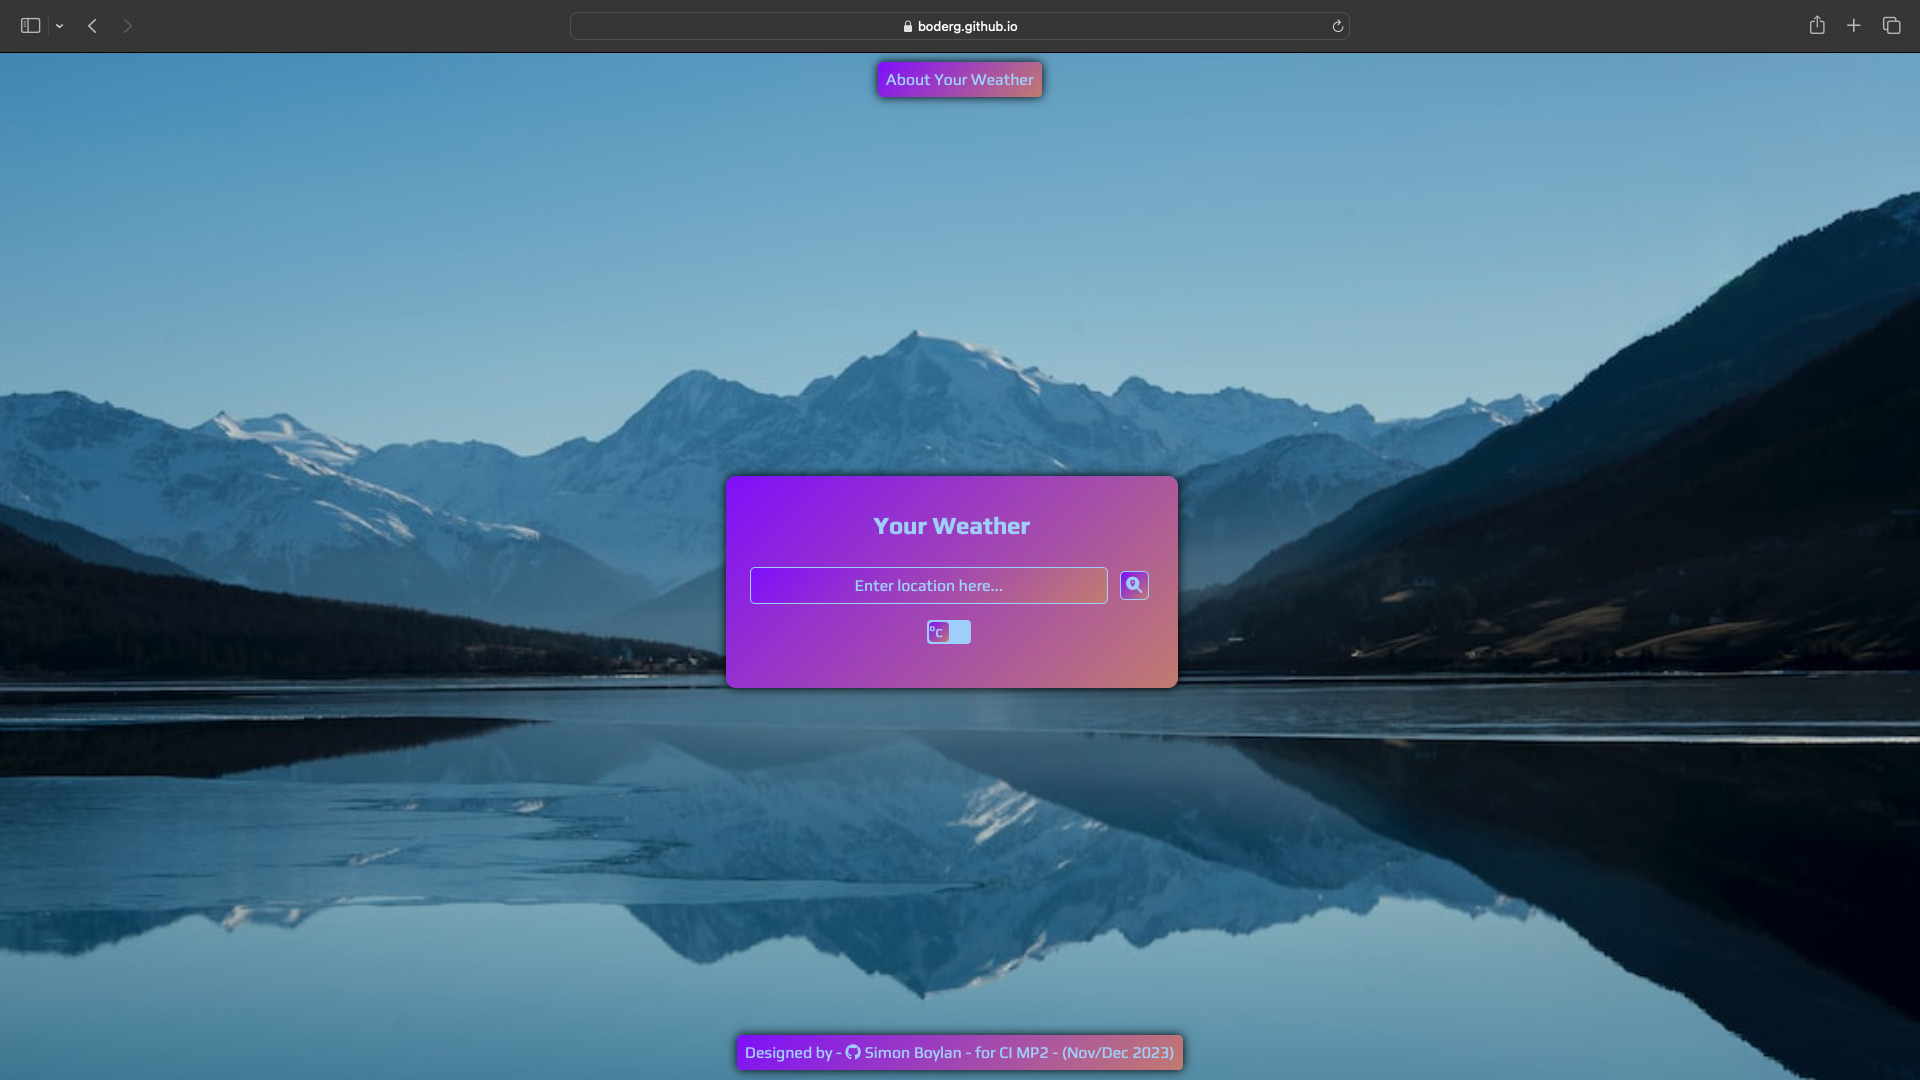 boderg.github.io
About Your Weather
Your Weather
Enter location here...
°C
Designed by - Simon Boylan - for CI MP2 - (Nov/Dec 2023)